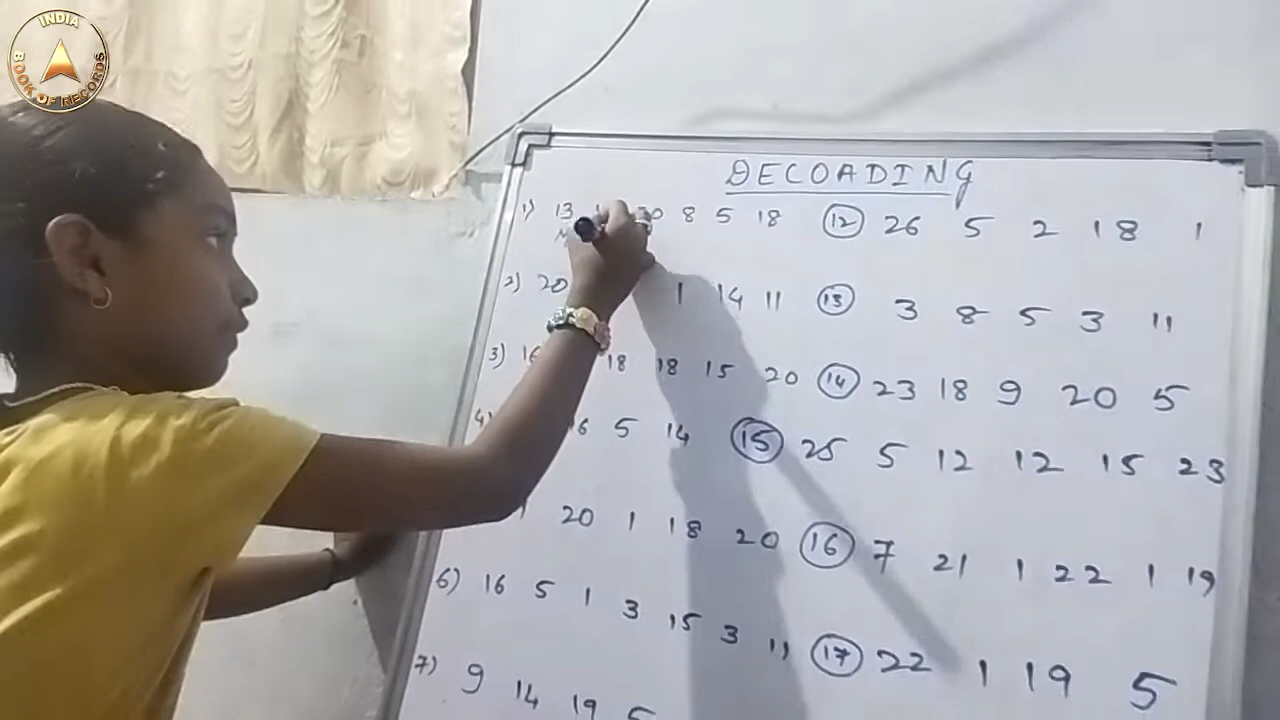 INDIA
BOOK OF RECORDS
DECOADING
1) 13 20 8 5 18
2) 20 1 14 11
3) 16 18 18 15 20
4) 16 5 14
1 20 1 18 20
6) 16 5 1 3 15 3 11
7) 9 14 19 5
12 26 5 2 18 1
13 3 8 5 3 11
14 23 18 9 20 5
15 25 5 12 12 15 23
16 7 21 1 22 1 19
17 22 1 19 5